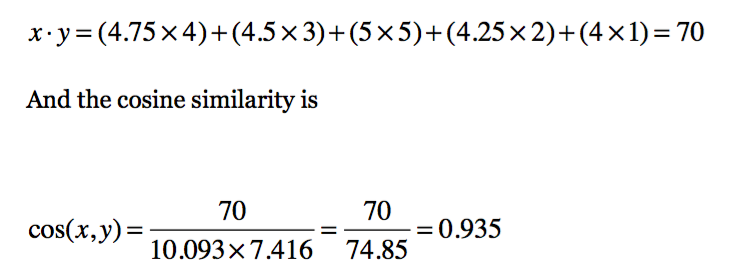 x · y = (4.75 × 4) + (4.5 × 3) + (5 × 5) + (4.25 × 2) + (4 × 1) = 70
And the cosine similarity is
cos(x, y) = 70 / 10.093 × 7.416 = 70 / 74.85 = 0.935